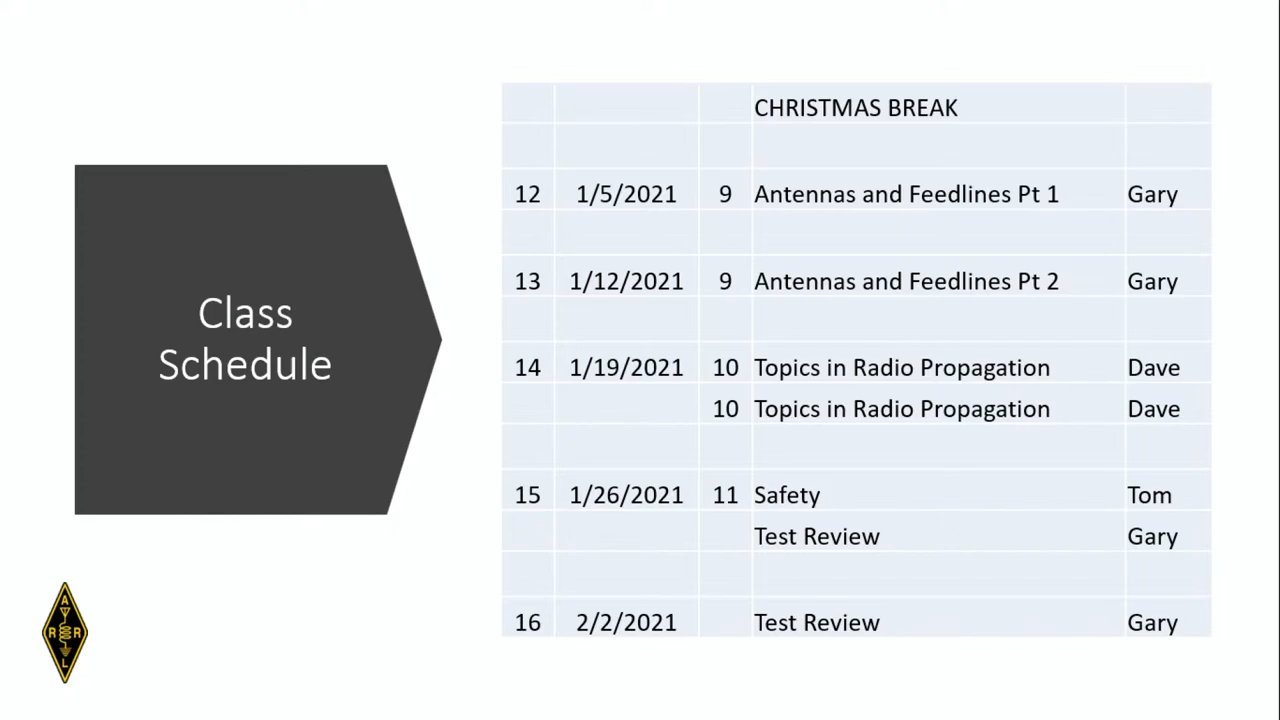 Class
Schedule
CHRISTMAS BREAK
12 1/5/2021 9 Antennas and Feedlines Pt 1 Gary
13 1/12/2021 9 Antennas and Feedlines Pt 2 Gary
14 1/19/2021 10 Topics in Radio Propagation Dave
10 Topics in Radio Propagation Dave
15 1/26/2021 11 Safety Tom
Test Review Gary
16 2/2/2021 Test Review Gary
A
R R
L